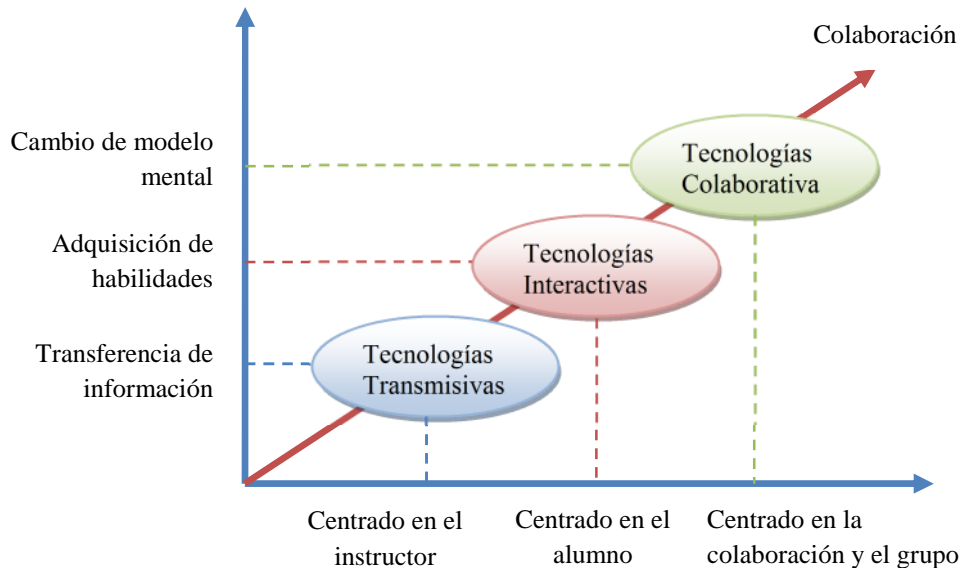 Colaboración
Cambio de modelo
mental
Tecnologías
Colaborativa
Adquisición de
habilidades
Tecnologías
Interactivas
Transferencia de
información
Tecnologías
Transmisivas
Centrado en el
instructor
Centrado en el
alumno
Centrado en la
colaboración y el grupo